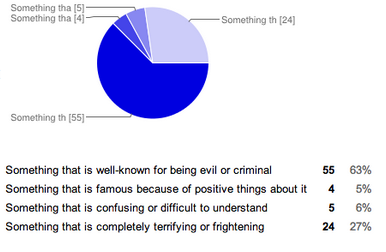 Something tha [5]
Something tha [4]
Something th [24]
Something th [55]
Something that is well-known for being evil or criminal 55 63%
Something that is famous because of positive things about it 4 5%
Something that is confusing or difficult to understand 5 6%
Something that is completely terrifying or frightening 24 27%